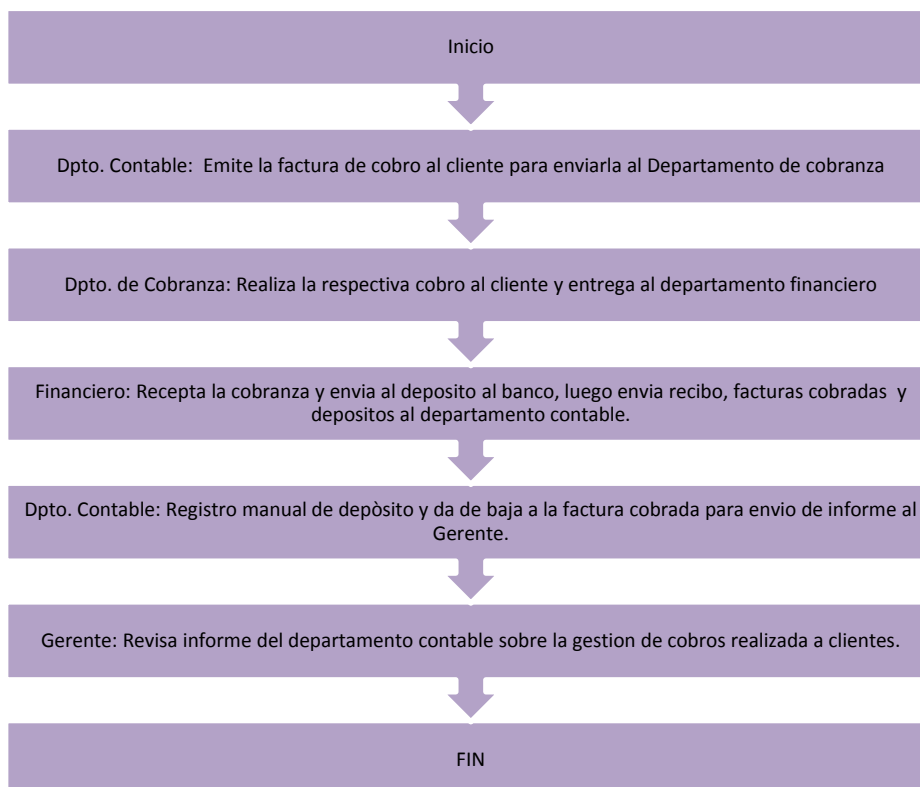 Inicio
Dpto. Contable:  Emite la factura de cobro al cliente para enviarla al Departamento de cobranza
Dpto. de Cobranza: Realiza la respectiva cobro al cliente y entrega al departamento financiero
Financiero: Recepta la cobranza y envia al deposito al banco, luego envia recibo, facturas cobradas  y
depositos al departamento contable.
Dpto. Contable: Registro manual de depòsito y da de baja a la factura cobrada para envio de informe al
Gerente.
Gerente: Revisa informe del departamento contable sobre la gestion de cobros realizada a clientes.
FIN